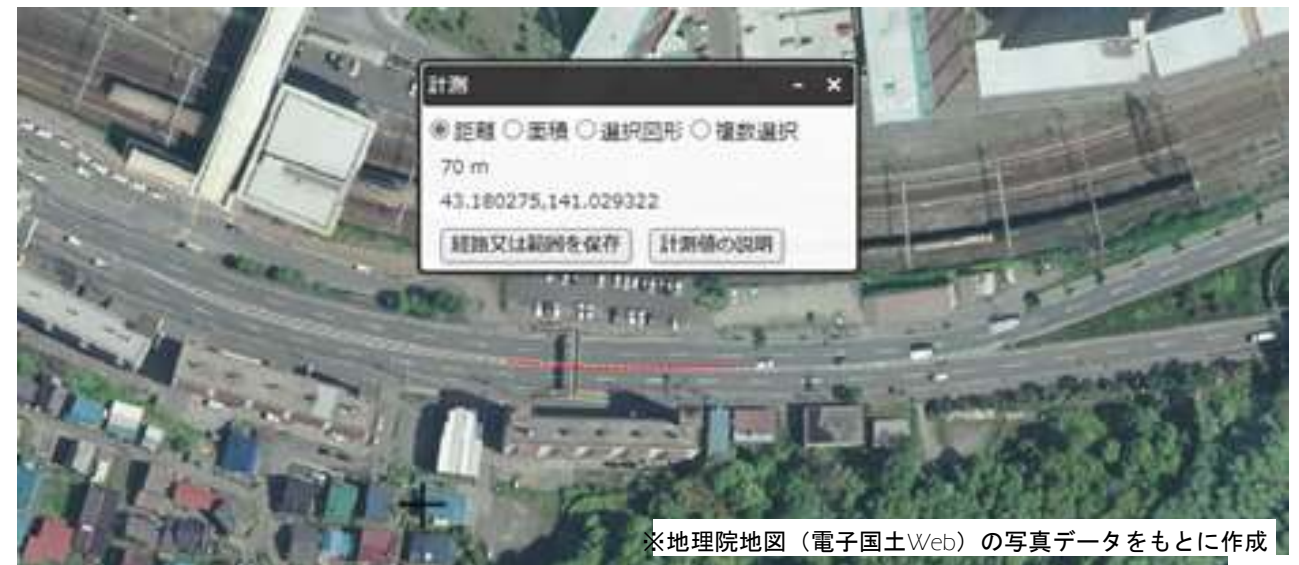 計測 - ×
距離 面積 選択図形 複数選択
70 m
43.180275,141.029322
経路又は範囲を保存 計測値の説明
※地理院地図（電子国土Web）の写真データをもとに作成